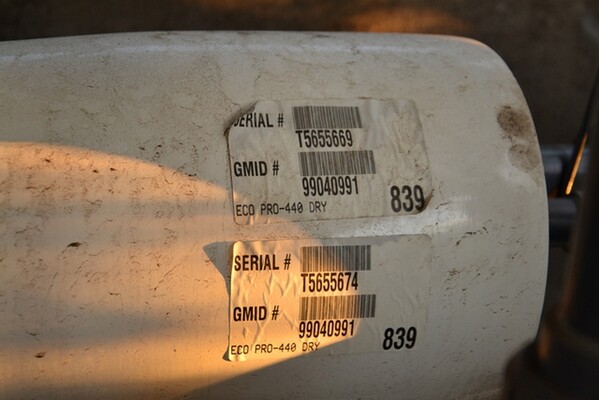 SERIAL #
T5655669
GMID #
99040991
ECO PRO-440 DRY 839
SERIAL #
T5655674
GMID #
99040991
ECO PRO-440 DRY 839